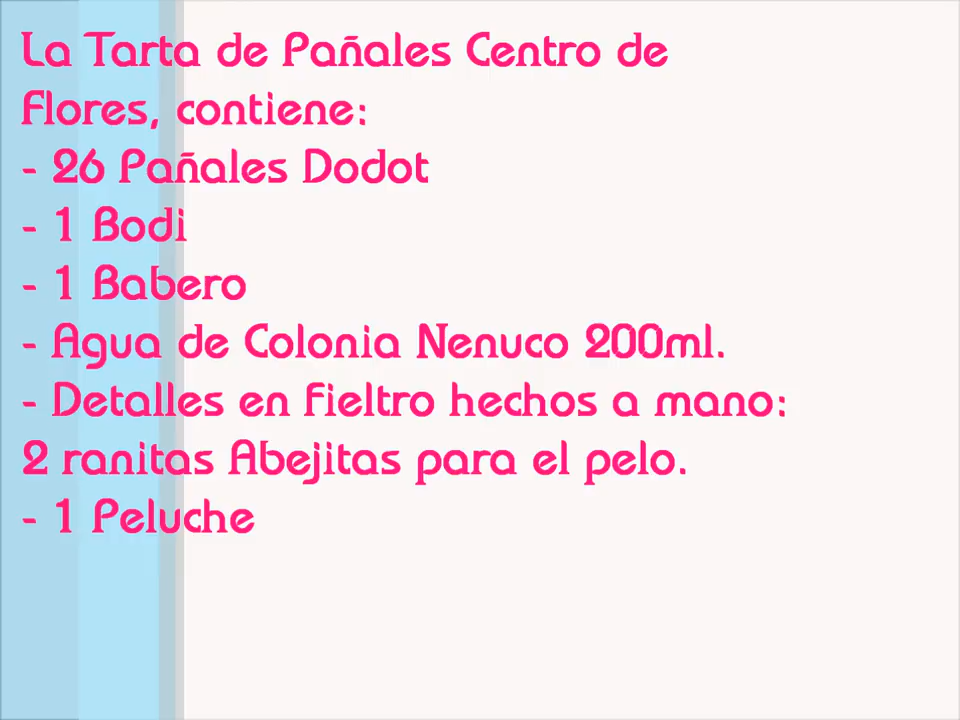 La Tarta de Pañales Centro de
Flores, contiene:
- 26 Pañales Dodot
- 1 Bodi
- 1 Babero
- Agua de Colonia Nenuco 200ml.
- Detalles en fieltro hechos a mano:
2 ranitas Abejitas para el pelo.
- 1 Peluche